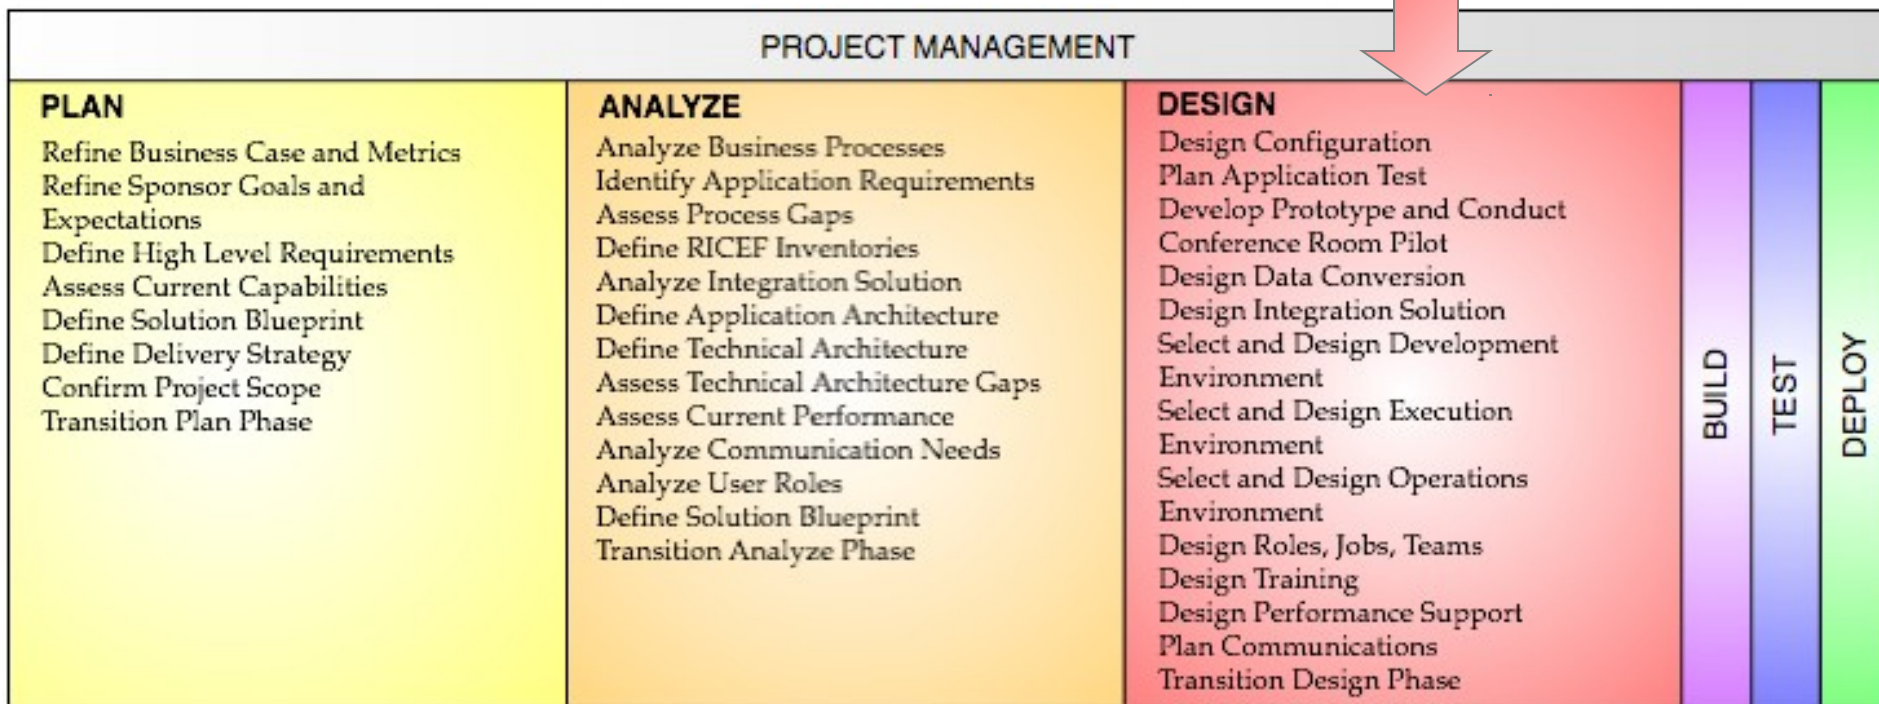 PROJECT MANAGEMENT
PLAN
Refine Business Case and Metrics
Refine Sponsor Goals and
Expectations
Define High Level Requirements
Assess Current Capabilities
Define Solution Blueprint
Define Delivery Strategy
Confirm Project Scope
Transition Plan Phase
ANALYZE
Analyze Business Processes
Identify Application Requirements
Assess Process Gaps
Define RICEF Inventories
Analyze Integration Solution
Define Application Architecture
Define Technical Architecture
Assess Technical Architecture Gaps
Assess Current Performance
Analyze Communication Needs
Analyze User Roles
Define Solution Blueprint
Transition Analyze Phase
DESIGN
Design Configuration
Plan Application Test
Develop Prototype and Conduct
Conference Room Pilot
Design Data Conversion
Design Integration Solution
Select and Design Development
Environment
Select and Design Execution
Environment
Select and Design Operations
Environment
Design Roles, Jobs, Teams
Design Training
Design Performance Support
Plan Communications
Transition Design Phase
BUILD
TEST
DEPLOY